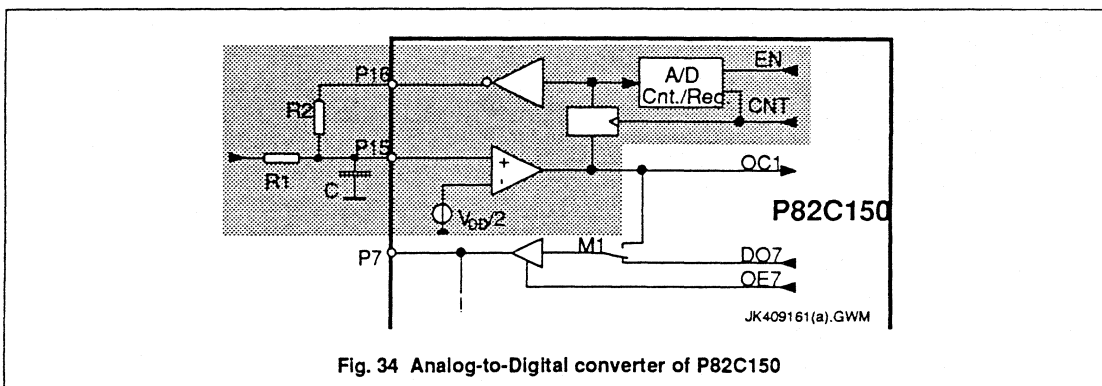 EN
P16
A/D
Cnt./Reg.
R2
CNT
P15
+
OC1
R1
C
-
VDD/2
P82C150
P7
M1
DO7
OE7
JK409161(a).GWM
Fig. 34 Analog-to-Digital converter of P82C150